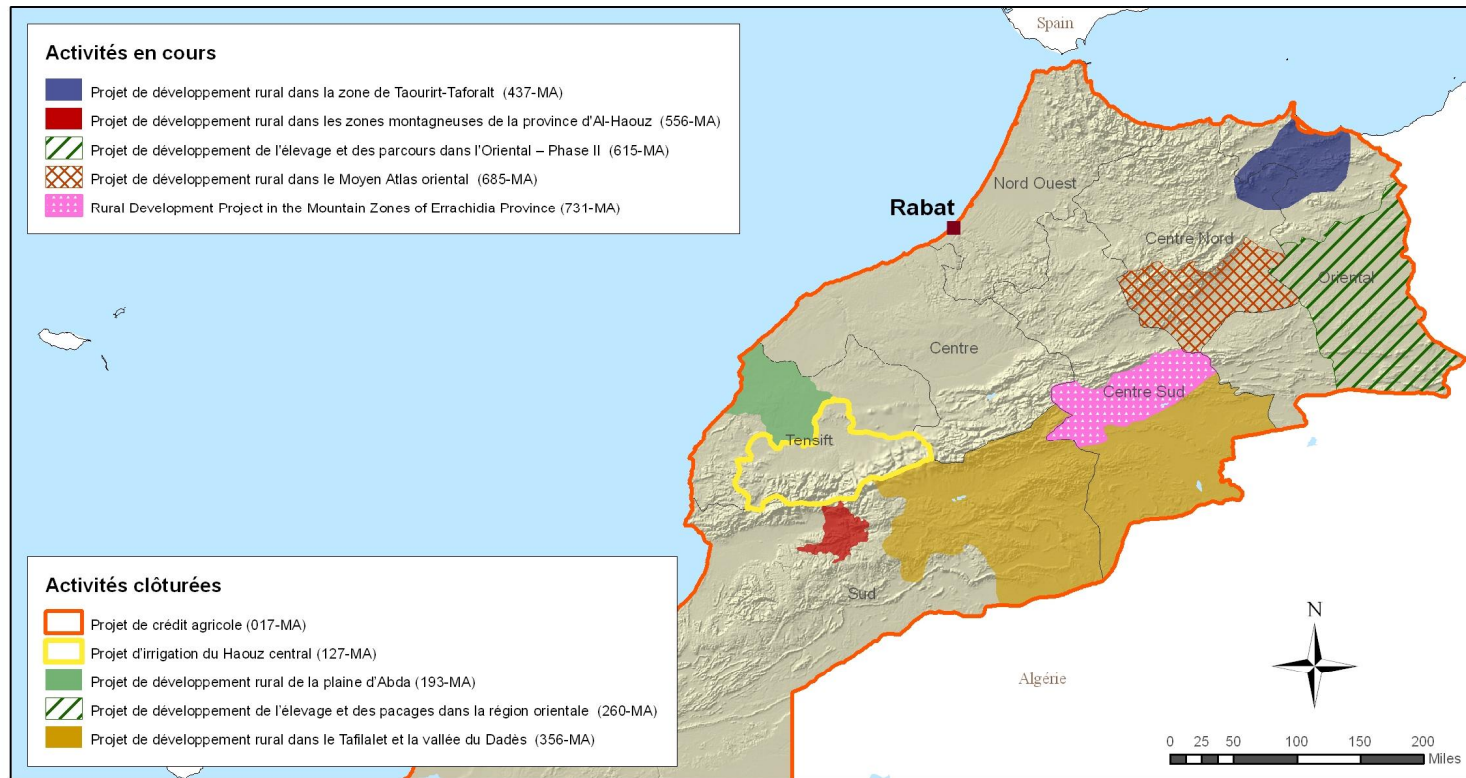 Activités en cours
Projet de développement rural dans la zone de Taourirt-Taforalt (437-MA)
Projet de développement rural dans les zones montagneuses de la province d'Al-Haouz (556-MA)
Projet de développement de l'élevage et des parcours dans l'Oriental – Phase II (615-MA)
Projet de développement rural dans le Moyen Atlas oriental (685-MA)
Rural Development Project in the Mountain Zones of Errachidia Province (731-MA)
Spain
Nord Ouest
Rabat
Centre Nord
Oriental
Centre
Centre Sud
Tensift
Sud
Algérie
Activités clôturées
Projet de crédit agricole (017-MA)
Projet d'irrigation du Haouz central (127-MA)
Projet de développement rural de la plaine d'Abda (193-MA)
Projet de développement de l'élevage et des pacages dans la région orientale (260-MA)
Projet de développement rural dans le Tafilalet et la vallée du Dadès (356-MA)
N
0 25 50 100 150 200
Miles